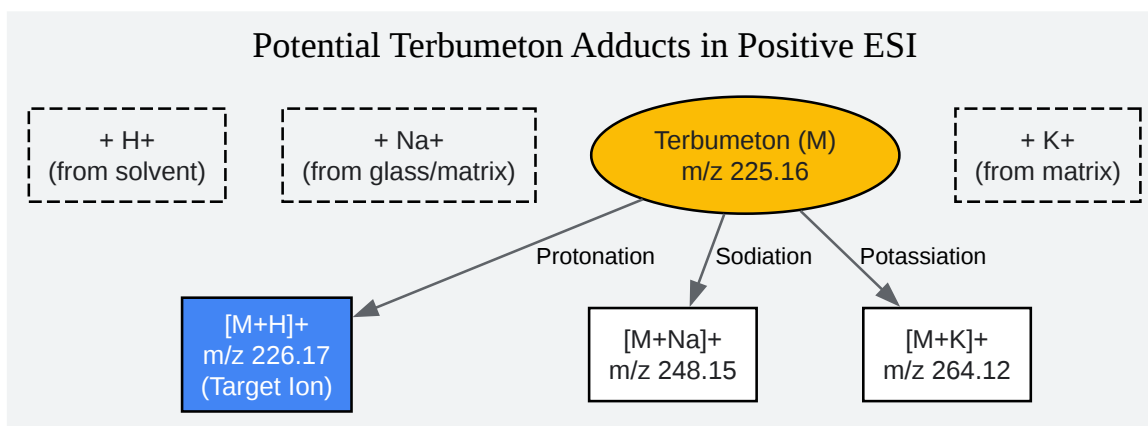 Potential Terbumeton Adducts in Positive ESI
+ H+
(from solvent)
+ Na+
(from glass/matrix)
Terbumeton (M)
m/z 225.16
+ K+
(from matrix)
Protonation
Sodiation
Potassiation
[M+H]+
m/z 226.17
(Target Ion)
[M+Na]+
m/z 248.15
[M+K]+
m/z 264.12